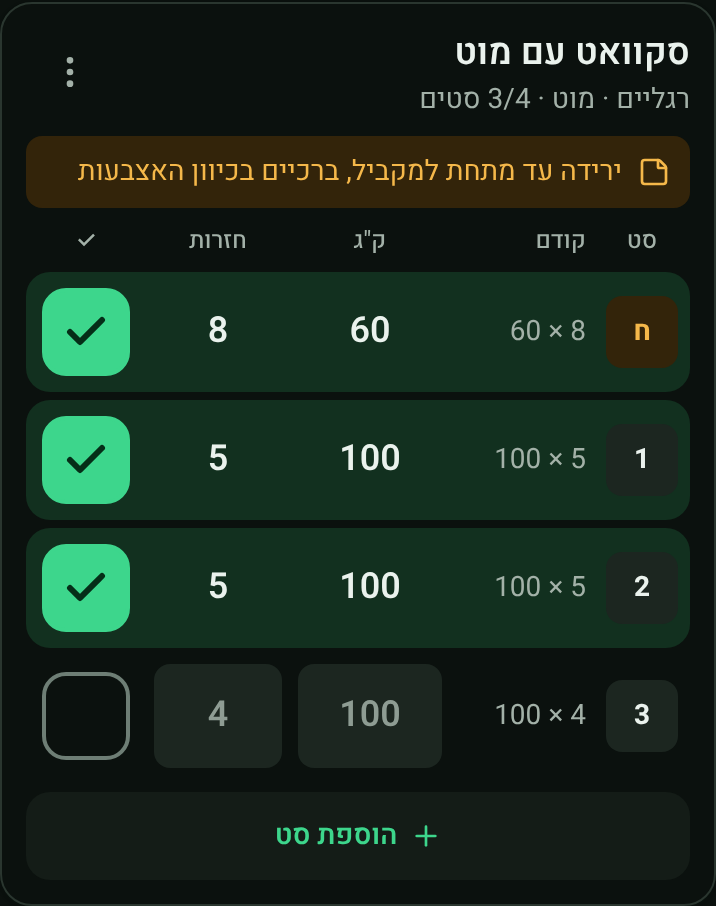 סקוואט עם מוט
רגליים · מוט · 3/4 סטים
ירידה עד מתחת למקביל, ברכיים בכיוון האצבעות
סט קודם ק"ג חזרות ✓
ח 60 × 8 60 8
1 100 × 5 100 5
2 100 × 5 100 5
3 100 × 4 100 4
+ הוספת סט